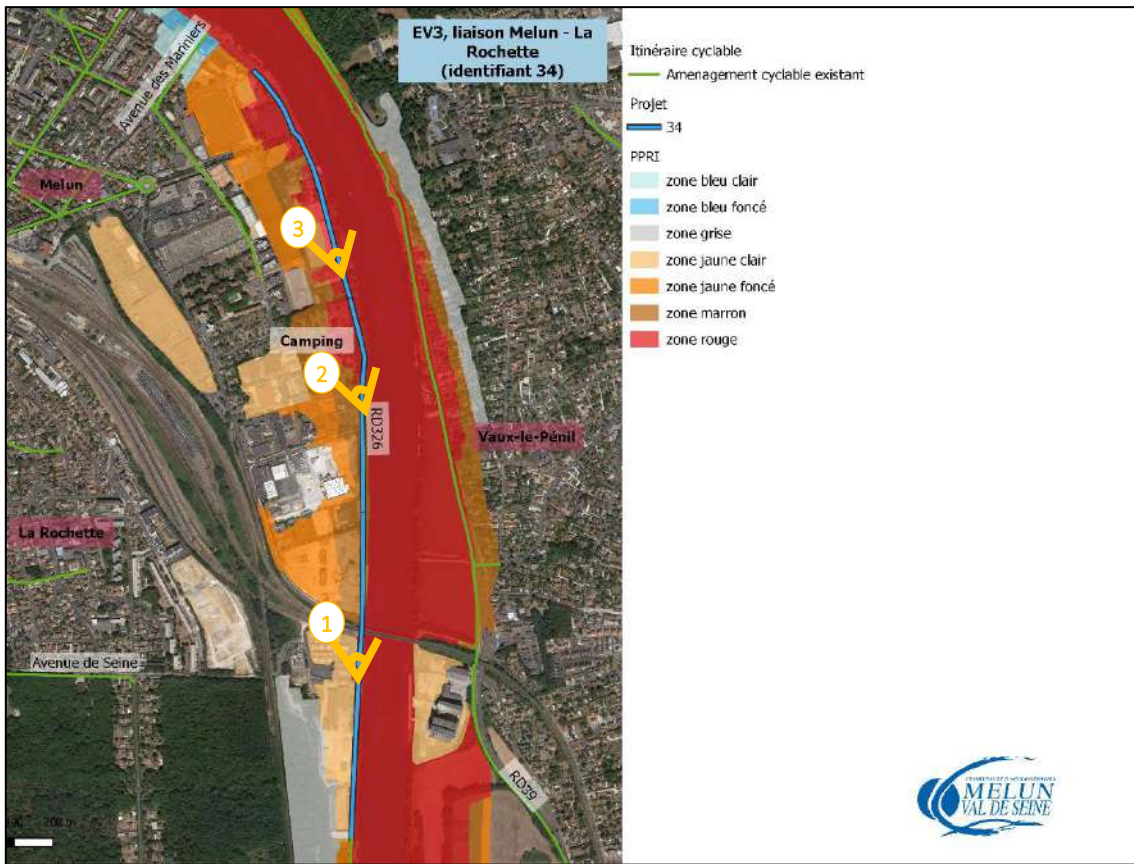 EV3, liaison Melun - La
Rochette
(identifiant 34)
Avenue des Mariniers
Melun
3
Camping
2
RD326
Vaux-le-Pénil
La Rochette
1
Avenue de Seine
RD39
200 m
Itinéraire cyclable
Amenagement cyclable existant
Projet
34
PPRI
zone bleu clair
zone bleu foncé
zone grise
zone jaune clair
zone jaune foncé
zone marron
zone rouge
MELUN
VAL DE SEINE